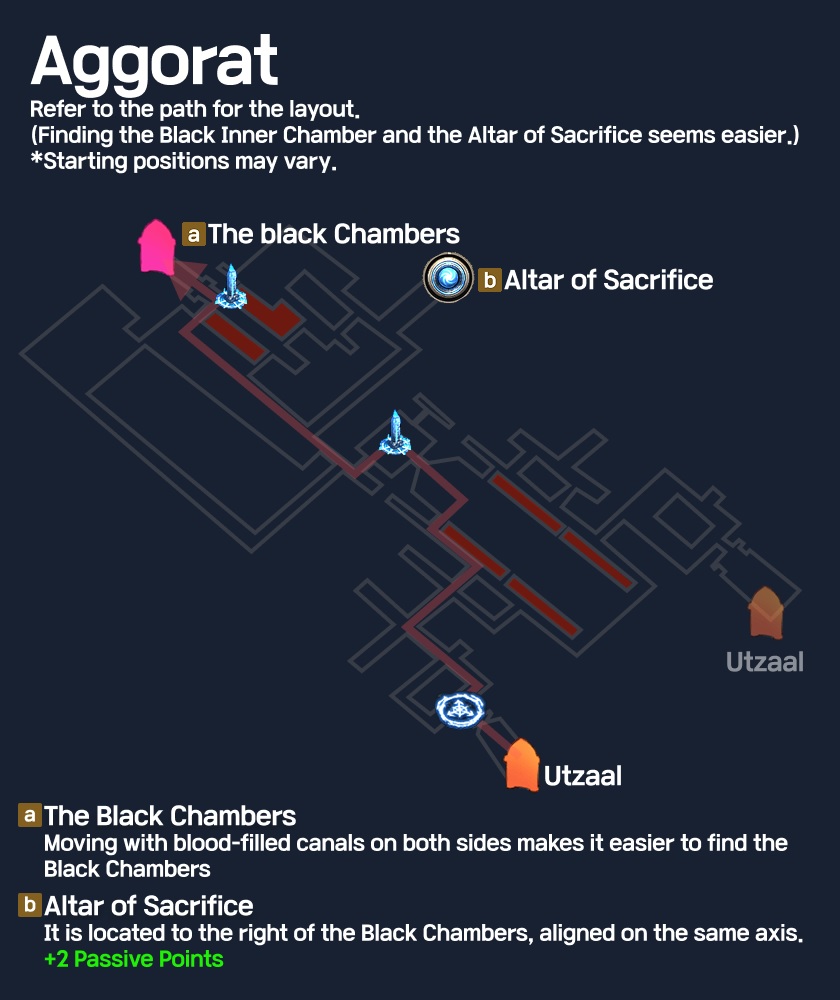 Aggorat
Refer to the path for the layout.
(Finding the Black Inner Chamber and the Altar of Sacrifice seems easier.)
*Starting positions may vary.
a The black Chambers
b Altar of Sacrifice
Utzaal
Utzaal
a The Black Chambers
Moving with blood-filled canals on both sides makes it easier to find the
Black Chambers
b Altar of Sacrifice
It is located to the right of the Black Chambers, aligned on the same axis.
+2 Passive Points